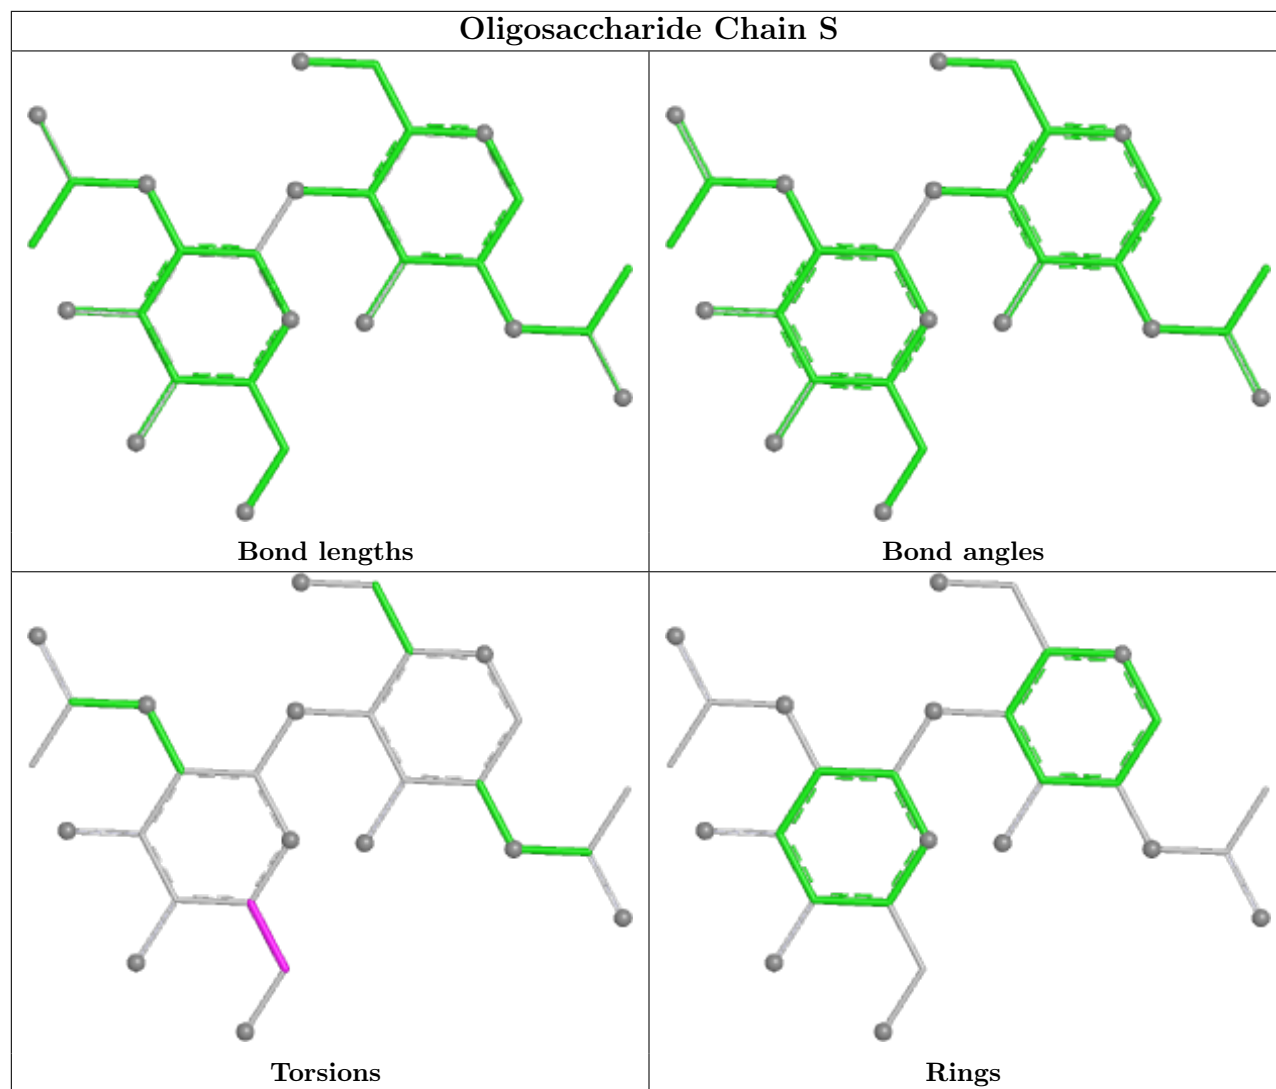 Oligosaccharide Chain S
Bond lengths
Bond angles
Torsions
Rings